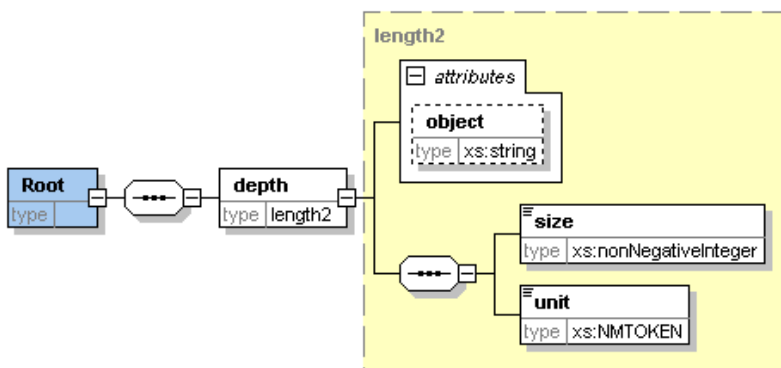 length2
attributes
object
type xs:string
Root
type
depth
type length2
size
type xs:nonNegativeInteger
unit
type xs:NMTOKEN